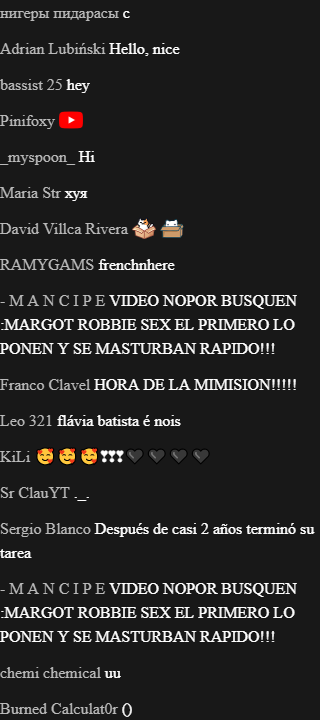 нигеры пидарасы с
Adrian Lubiński Hello, nice
bassist 25 hey
Pinifoxy
_myspoon_ Hi
Maria Str хуя
David Villca Rivera
RAMYGAMS frenchnhere
- M A N C I P E VIDEO NOPOR BUSQUEN
:MARGOT ROBBIE SEX EL PRIMERO LO
PONEN Y SE MASTURBAN RAPIDO!!!
Franco Clavel HORA DE LA MIMISION!!!!!
Leo 321 flávia batista é nois
KiLi 🥰 🥰 🥰 ❣❣❣ 🖤 🖤 🖤 🖤
Sr ClauYT ._.
Sergio Blanco Después de casi 2 años terminó su
tarea
- M A N C I P E VIDEO NOPOR BUSQUEN
:MARGOT ROBBIE SEX EL PRIMERO LO
PONEN Y SE MASTURBAN RAPIDO!!!
chemi chemical uu
Burned Calculat0r ()